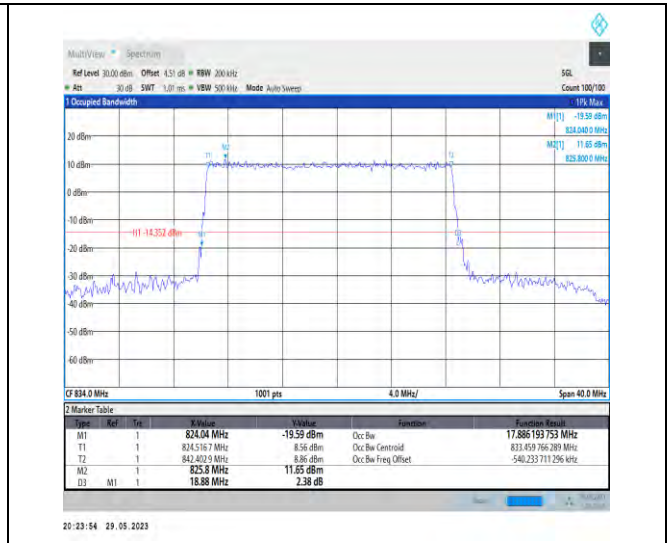 MultiView Spectrum
Ref Level 30.00 dBm Offset 4.51 dB RBW 200 kHz SGL
Att 30 dB SWT 1.01 ms VBW 500 kHz Mode Auto Sweep Count 100/100
1 Occupied Bandwidth 1Pk Max
M1[1] -19.59 dBm
824.040 0 MHz
M2[1] 11.65 dBm
825.800 0 MHz
20 dBm
M2
T1 T2
10 dBm
0 dBm
-10 dBm
H1 -14.352 dBm
M1 D3
-20 dBm
-30 dBm
-40 dBm
-50 dBm
-60 dBm
CF 834.0 MHz 1001 pts 4.0 MHz/ Span 40.0 MHz
2 Marker Table
Type Ref Trc X-Value Y-Value Function Function Result
M1 1 824.04 MHz -19.59 dBm Occ Bw 17.886 193 753 MHz
T1 1 824.516 7 MHz 8.56 dBm Occ Bw Centroid 833.459 766 289 MHz
T2 1 842.402 9 MHz 8.86 dBm Occ Bw Freq Offset -540.233 711 296 kHz
M2 1 825.8 MHz 11.65 dBm
D3 M1 1 18.88 MHz 2.38 dB
20:23:54 29.05.2023